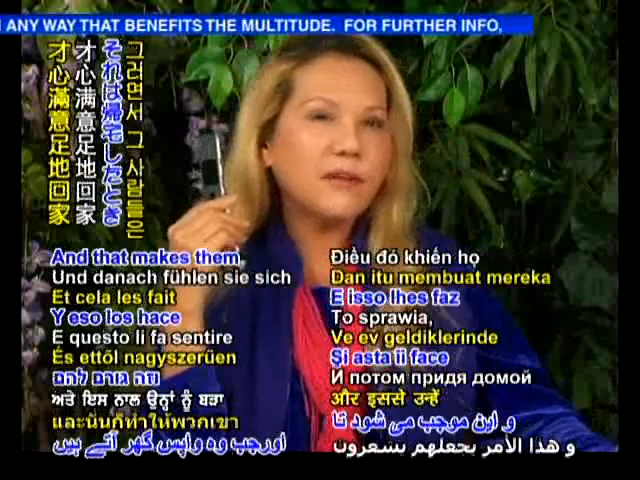 ANY WAY THAT BENEFITS THE MULTITUDE. FOR FURTHER INFO,
그러면서 그 사람들은
それは帰宅したとき
才心满意足地回家
才心滿意足地回家
And that makes them
Und danach fühlen sie sich
Et cela les fait
Y eso los hace
E questo li fa sentire
És ettől nagyszerűen
וזה גורם להם
ਅਤੇ ਇਸ ਨਾਲ ਉਨ੍ਹਾਂ ਨੂੰ ਬੜਾ
และนั่นก็ทำให้พวกเขา
اورجب وہ واپس گھر آتے ہیں
Điều đó khiến họ
Dan itu membuat mereka
E isso lhes faz
To sprawia,
Ve ev geldiklerinde
Și asta îi face
И потом придя домой
और इससे उन्हें
و این موجب می شود تا
و هذا الأمر يجعلهم يشعرون